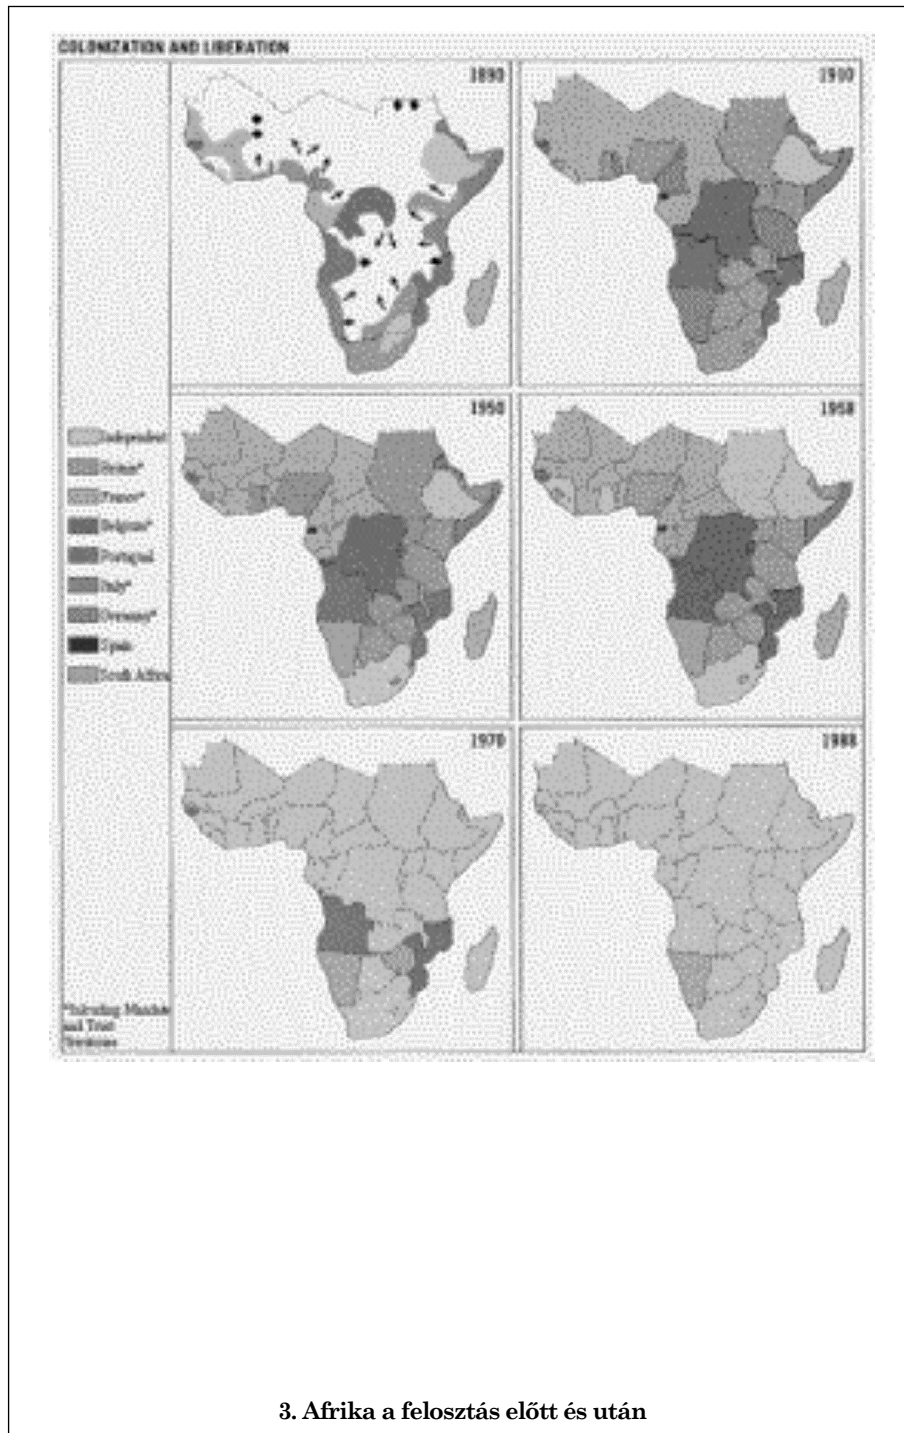 COLONIZATION AND LIBERATION
1890
1910
1950
1958
Independent
Britain*
France*
Belgium*
Portugal
Italy*
Germany*
Spain
South Africa
1970
1988
*Including Mandate
and Trust
Territories
3. Afrika a felosztás előtt és után